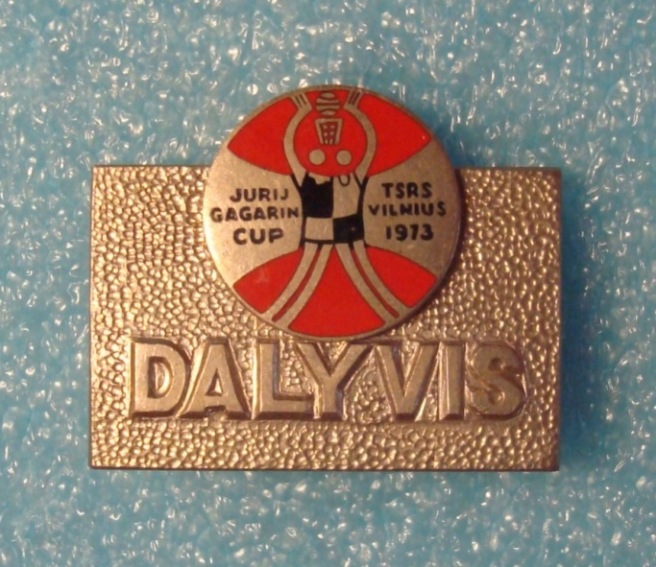 JURIJ
GAGARIN
CUP
TSRS
VILNIUS
1973
DALYVIS